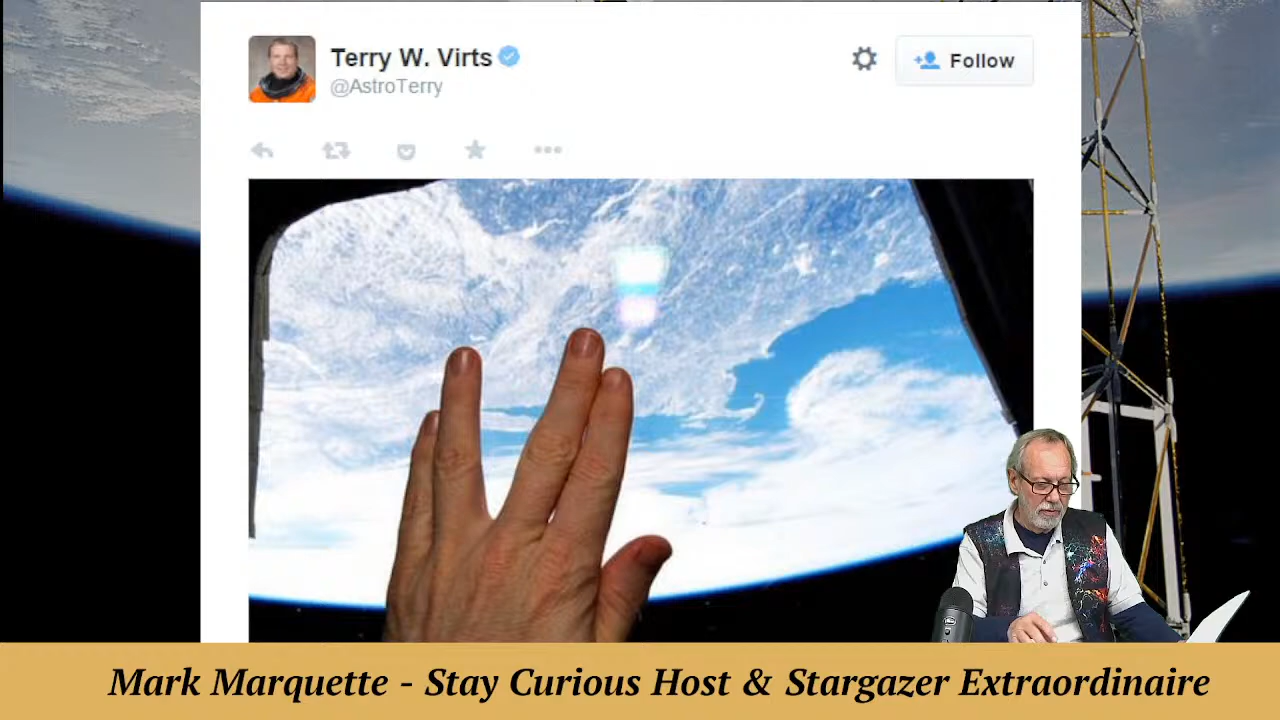 Terry W. Virts
@AstroTerry
Follow
Mark Marquette - Stay Curious Host & Stargazer Extraordinaire